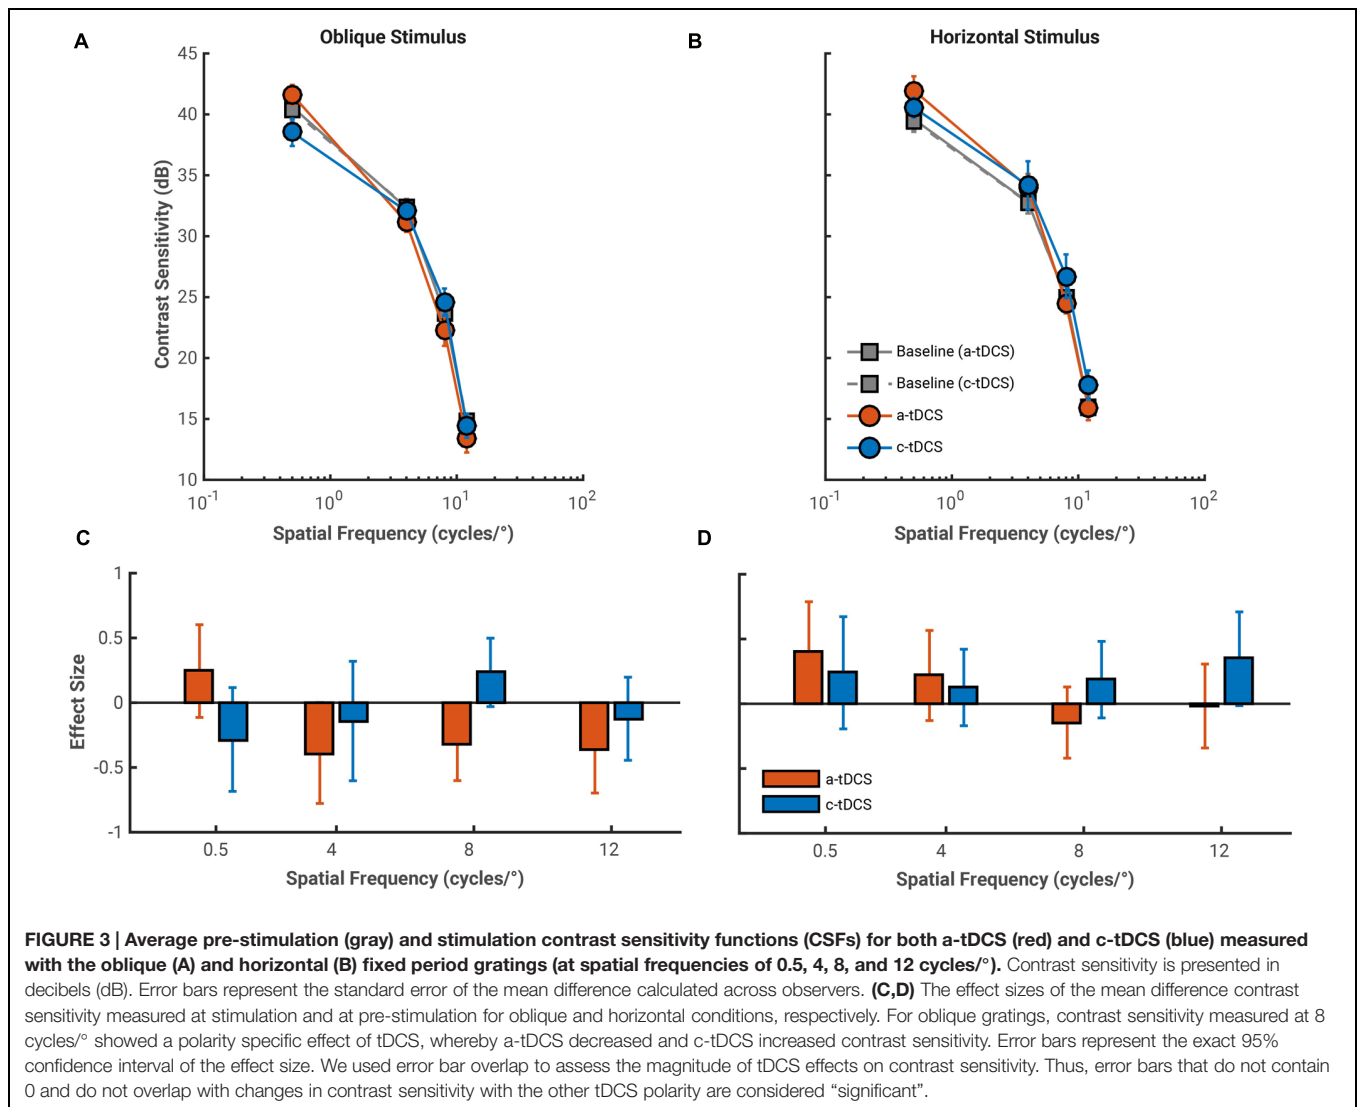 A
Oblique Stimulus
45
40
35
30
25
20
15
10
Contrast Sensitivity (dB)
10-1
100
101
102
Spatial Frequency (cycles/°)
B
Horizontal Stimulus
Baseline (a-tDCS)
Baseline (c-tDCS)
a-tDCS
c-tDCS
10-1
100
101
102
Spatial Frequency (cycles/°)
C
1
0.5
0
-0.5
-1
Effect Size
0.5
4
8
12
Spatial Frequency (cycles/°)
D
a-tDCS
c-tDCS
0.5
4
8
12
Spatial Frequency (cycles/°)
FIGURE 3 | Average pre-stimulation (gray) and stimulation contrast sensitivity functions (CSFs) for both a-tDCS (red) and c-tDCS (blue) measured
with the oblique (A) and horizontal (B) fixed period gratings (at spatial frequencies of 0.5, 4, 8, and 12 cycles/°). Contrast sensitivity is presented in
decibels (dB). Error bars represent the standard error of the mean difference calculated across observers. (C,D) The effect sizes of the mean difference contrast
sensitivity measured at stimulation and at pre-stimulation for oblique and horizontal conditions, respectively. For oblique gratings, contrast sensitivity measured at 8
cycles/° showed a polarity specific effect of tDCS, whereby a-tDCS decreased and c-tDCS increased contrast sensitivity. Error bars represent the exact 95%
confidence interval of the effect size. We used error bar overlap to assess the magnitude of tDCS effects on contrast sensitivity. Thus, error bars that do not contain
0 and do not overlap with changes in contrast sensitivity with the other tDCS polarity are considered “significant”.